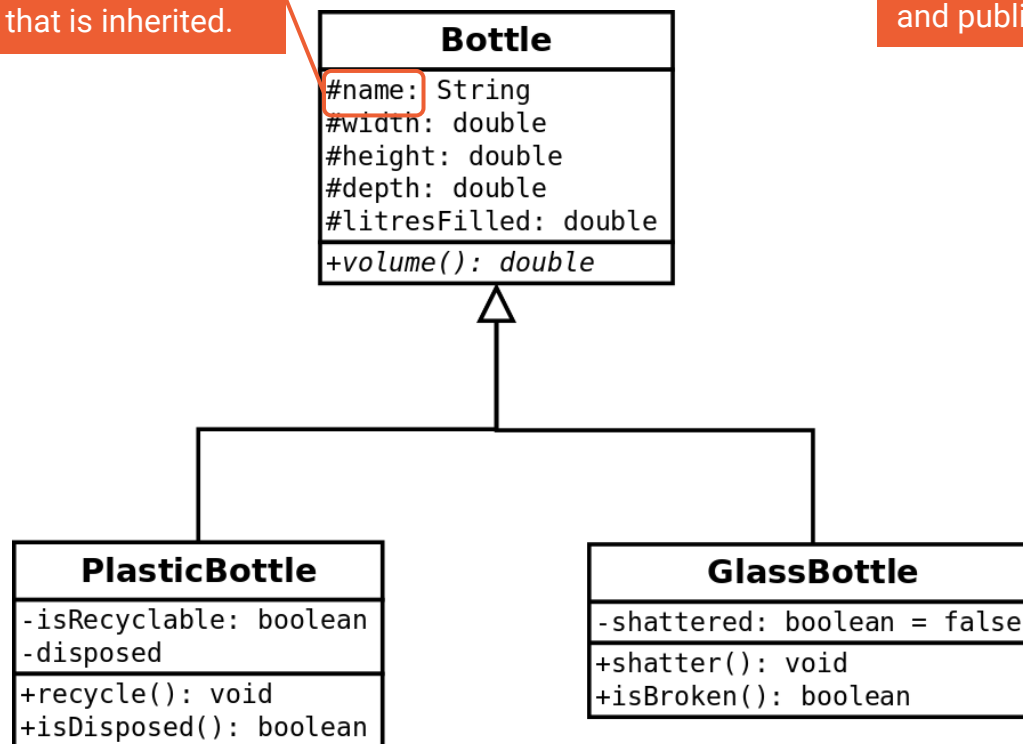 that is inherited.
and publi
Bottle
#name: String
#width: double
#height: double
#depth: double
#litresFilled: double
+volume(): double
PlasticBottle
-isRecyclable: boolean
-disposed
+recycle(): void
+isDisposed(): boolean
GlassBottle
-shattered: boolean = false
+shatter(): void
+isBroken(): boolean